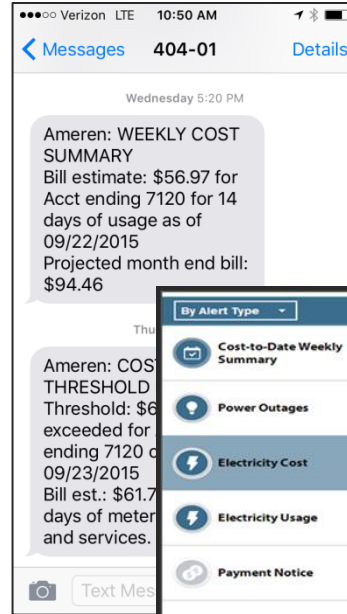 Verizon LTE 10:50 AM
Messages 404-01 Details
Wednesday 5:20 PM
Ameren: WEEKLY COST
SUMMARY
Bill estimate: $56.97 for
Acct ending 7120 for 14
days of usage as of
09/22/2015
Projected month end bill:
$94.46
Ameren:
THRESHOLD
Threshold:
exceeded for
ending 7120
09/23/2015
Bill est.:
days of
and services.
Text
By Alert Type
Cost-to-Date Weekly
Summary
Power Outages
Electricity Cost
Electricity Usage
Payment Notice